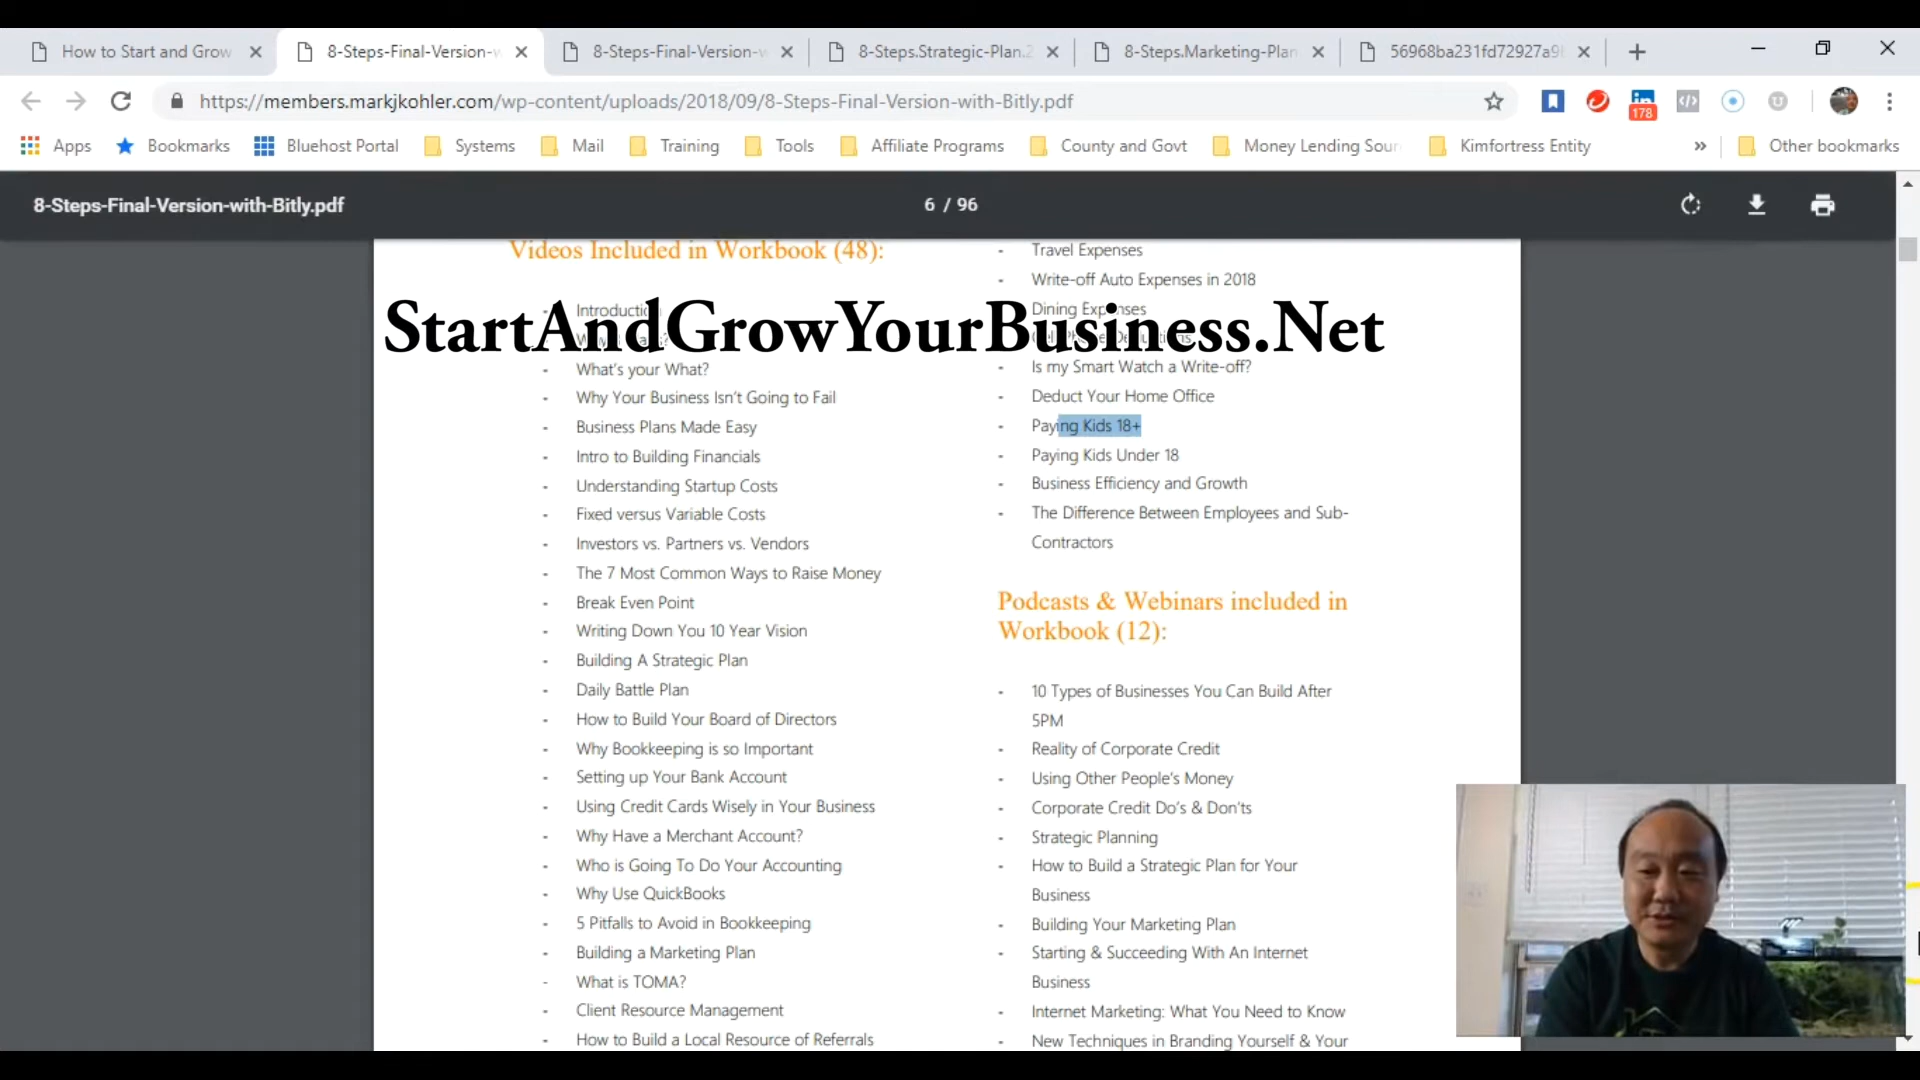 How to Start and Grow
8-Steps-Final-Version-w
8-Steps-Final-Version-w
8-Steps.Strategic-Plan.2
8-Steps.Marketing-Plan
56968ba231fd72927a9
https://members.markjkohler.com/wp-content/uploads/2018/09/8-Steps-Final-Version-with-Bitly.pdf
178
Apps
Bookmarks
Bluehost Portal
Systems
Mail
Training
Tools
Affiliate Programs
County and Govt
Money Lending Sour
Kimfortress Entity
»
Other bookmarks
8-Steps-Final-Version-with-Bitly.pdf
6 / 96
StartAndGrowYourBusiness.Net
Videos Included in Workbook (48):
- Introduction
- What's your What?
- Why Your Business Isn't Going to Fail
- Business Plans Made Easy
- Intro to Building Financials
- Understanding Startup Costs
- Fixed versus Variable Costs
- Investors vs. Partners vs. Vendors
- The 7 Most Common Ways to Raise Money
- Break Even Point
- Writing Down You 10 Year Vision
- Building A Strategic Plan
- Daily Battle Plan
- How to Build Your Board of Directors
- Why Bookkeeping is so Important
- Setting up Your Bank Account
- Using Credit Cards Wisely in Your Business
- Why Have a Merchant Account?
- Who is Going To Do Your Accounting
- Why Use QuickBooks
- 5 Pitfalls to Avoid in Bookkeeping
- Building a Marketing Plan
- What is TOMA?
- Client Resource Management
- How to Build a Local Resource of Referrals
- Travel Expenses
- Write-off Auto Expenses in 2018
- Dining Expenses
- Is my Smart Watch a Write-off?
- Deduct Your Home Office
- Paying Kids 18+
- Paying Kids Under 18
- Business Efficiency and Growth
- The Difference Between Employees and Sub-
Contractors
Podcasts & Webinars included in
Workbook (12):
- 10 Types of Businesses You Can Build After
5PM
- Reality of Corporate Credit
- Using Other People's Money
- Corporate Credit Do's & Don'ts
- Strategic Planning
- How to Build a Strategic Plan for Your
Business
- Building Your Marketing Plan
- Starting & Succeeding With An Internet
Business
- Internet Marketing: What You Need to Know
- New Techniques in Branding Yourself & Your